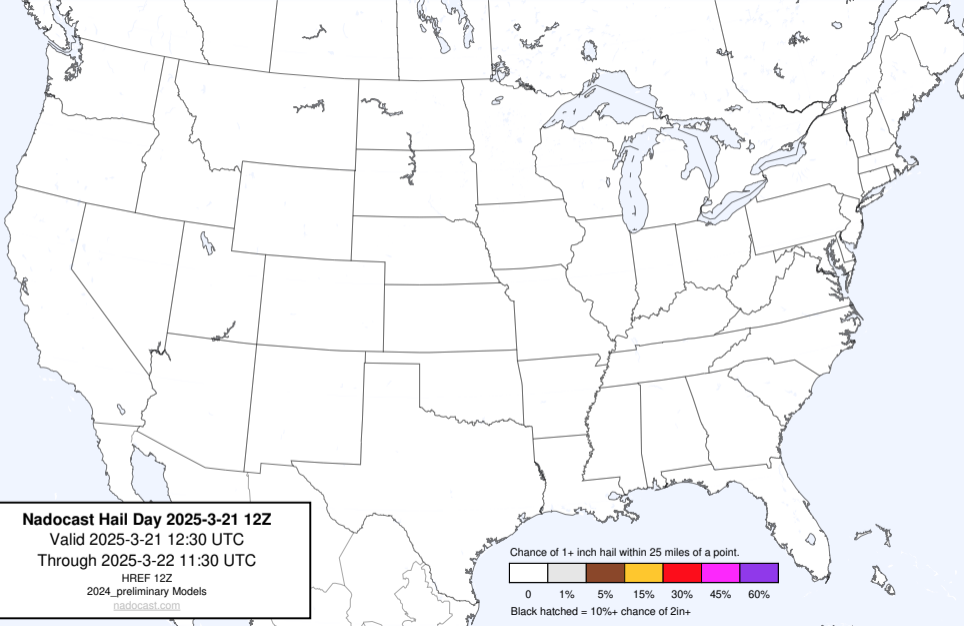 Nadocast Hail Day 2025-3-21 12Z
Valid 2025-3-21 12:30 UTC
Through 2025-3-22 11:30 UTC
HREF 12Z
2024_preliminary Models
nadocast.com
Chance of 1+ inch hail within 25 miles of a point.
0 1% 5% 15% 30% 45% 60%
Black hatched = 10%+ chance of 2in+